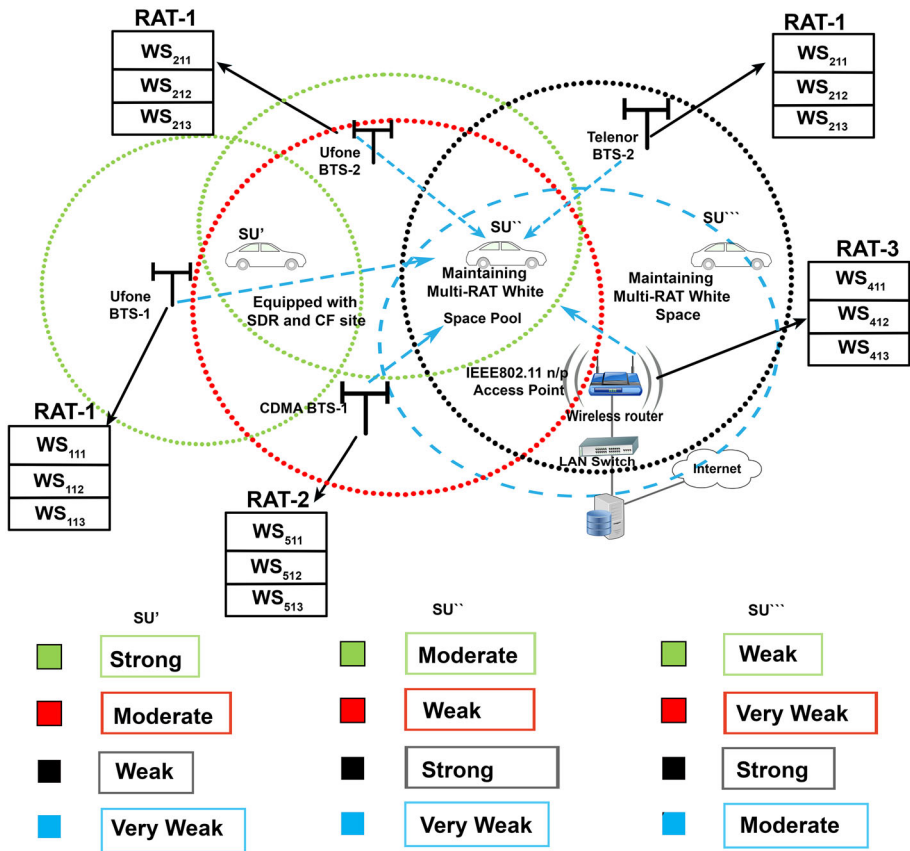 RAT-1
WS211
WS212
WS213
RAT-1
WS211
WS212
WS213
Ufone
BTS-2
Telenor
BTS-2
SU'
SU``
SU```
Ufone
BTS-1
Equipped with
SDR and CF site
Maintaining
Multi-RAT White
Space Pool
Maintaining
Multi-RAT White
Space
RAT-3
WS411
WS412
WS413
IEEE802.11 n/p
Access Point
Wireless router
CDMA BTS-1
LAN Switch
Internet
RAT-1
WS111
WS112
WS113
RAT-2
WS511
WS512
WS513
SU'
SU``
SU```
Strong
Moderate
Weak
Moderate
Weak
Very Weak
Weak
Strong
Strong
Very Weak
Very Weak
Moderate